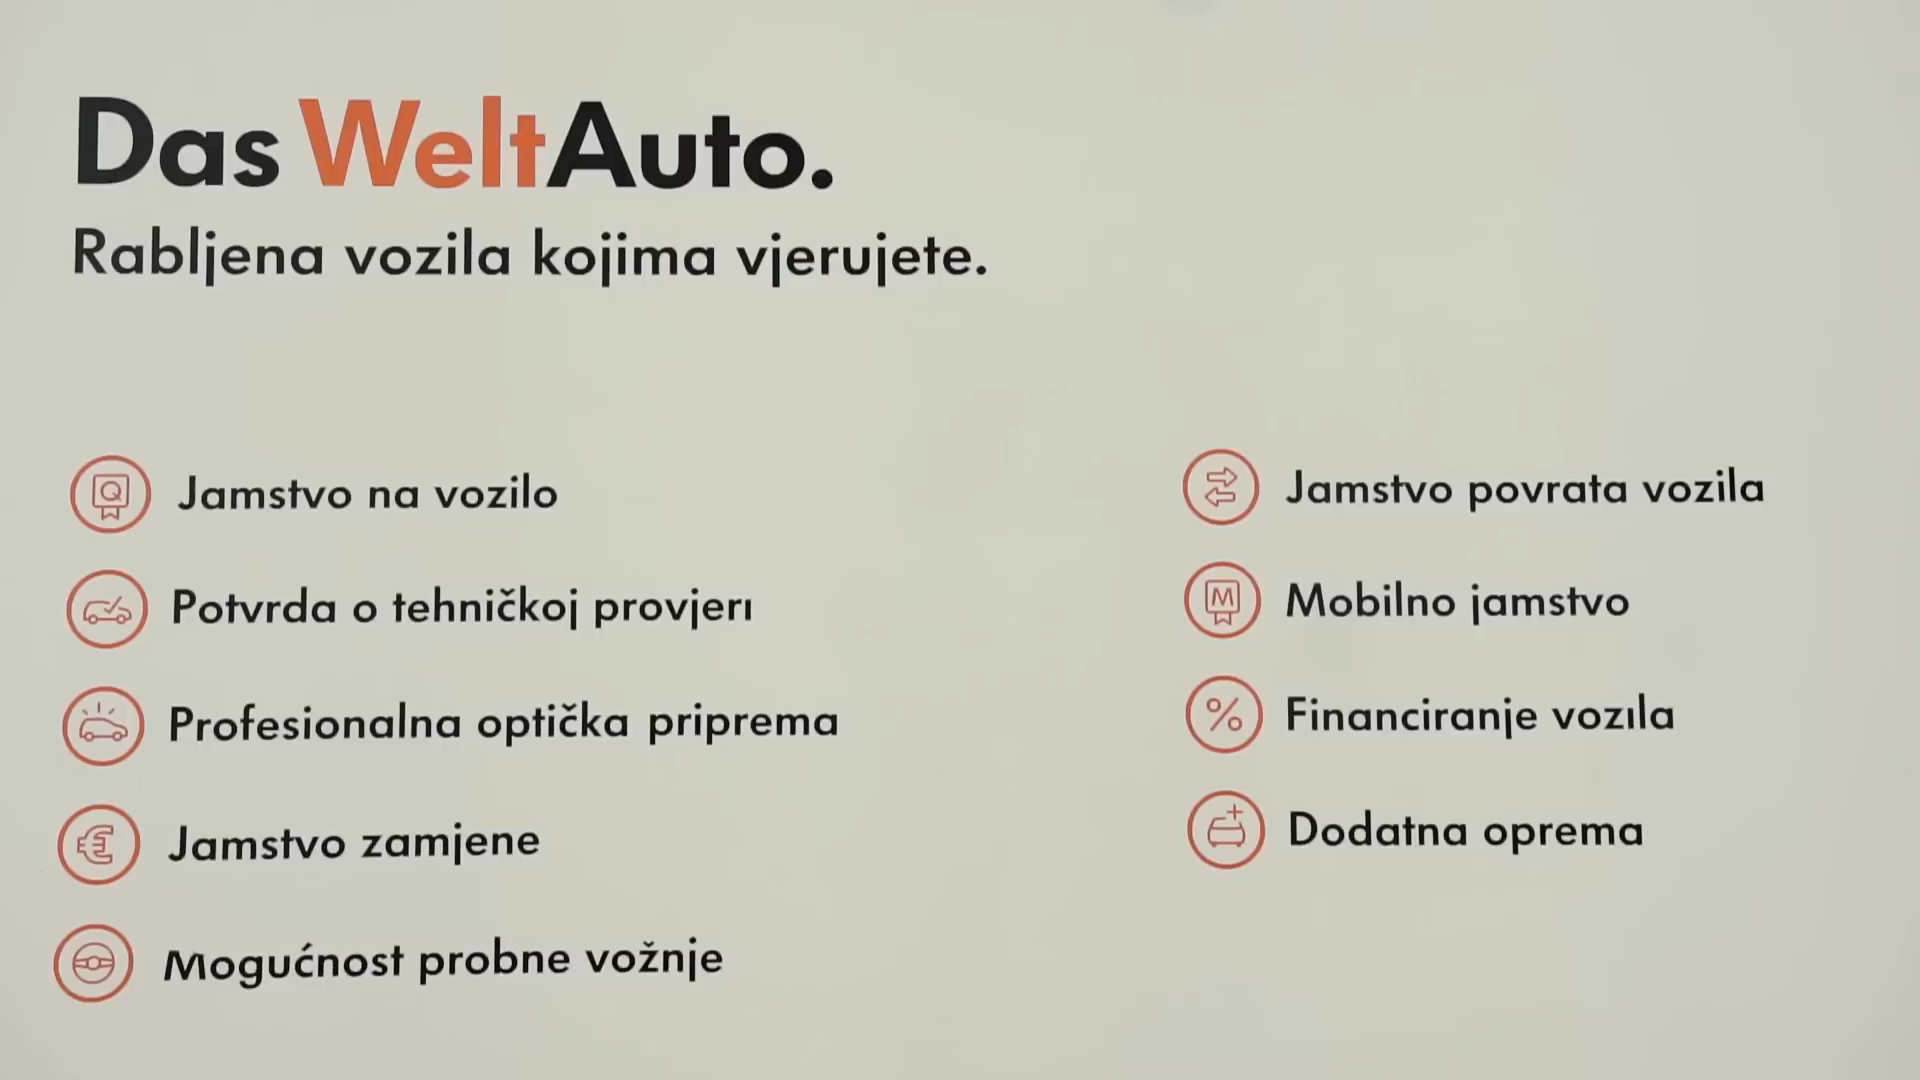 Das WeltAuto.
Rabljena vozila kojima vjerujete.
Jamstvo na vozilo
Potvrda o tehničkoj provjeri
Profesionalna optička priprema
Jamstvo zamjene
Mogućnost probne vožnje
Jamstvo povrata vozila
Mobilno jamstvo
Financiranje vozila
Dodatna oprema